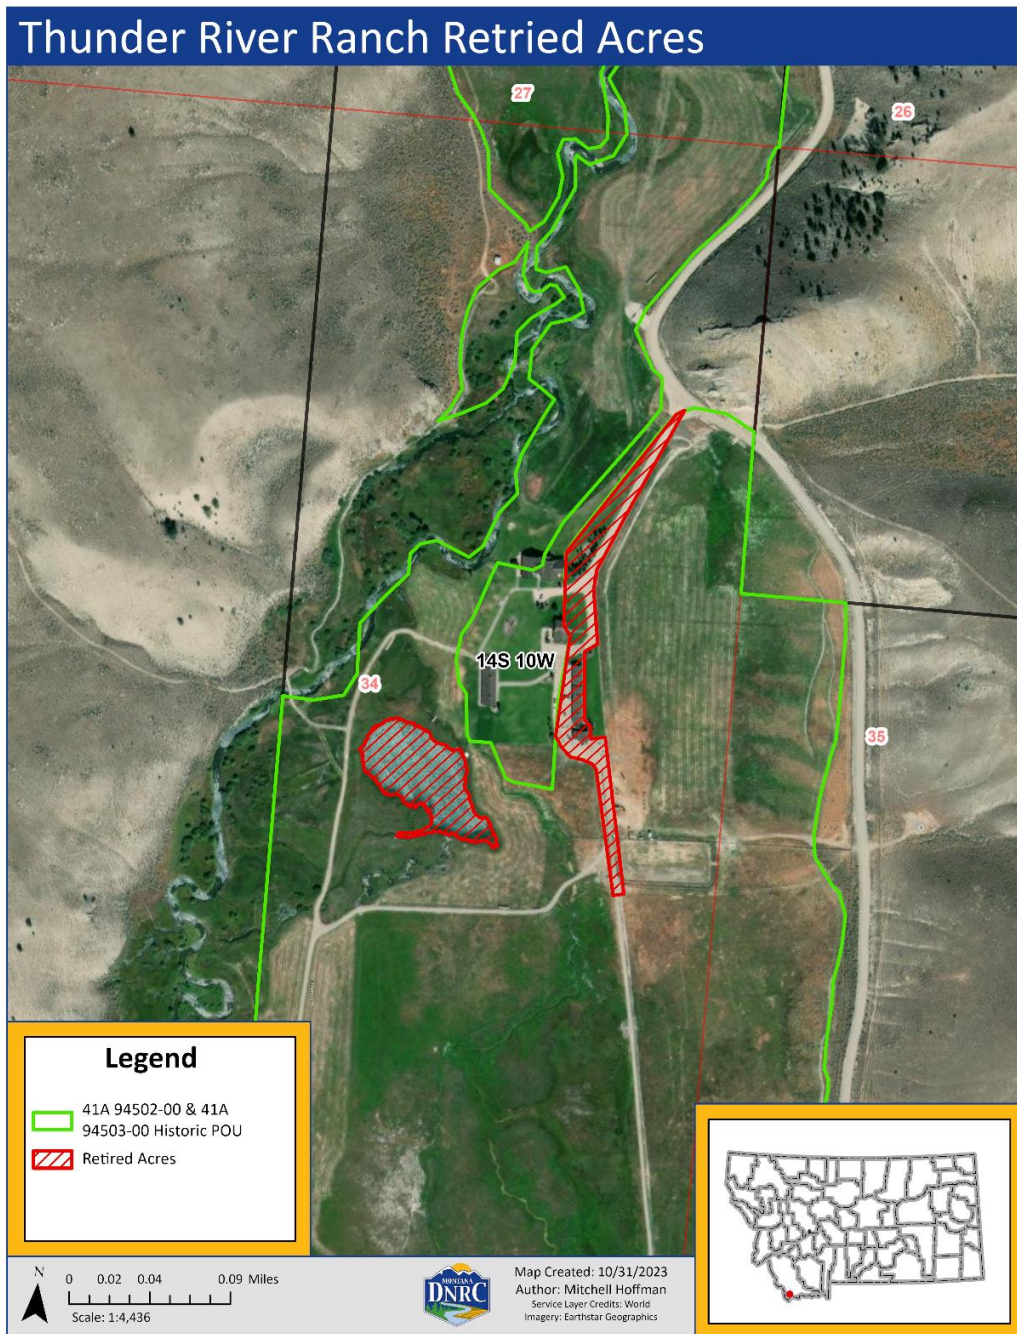 Thunder River Ranch Retried Acres
27
26
14S 10W
34
35
Legend
41A 94502-00 & 41A
94503-00 Historic POU
Retired Acres
N
0 0.02 0.04 0.09 Miles
Scale: 1:4,436
MONTANA
DNRC
Map Created: 10/31/2023
Author: Mitchell Hoffman
Service Layer Credits: World
Imagery: Earthstar Geographics